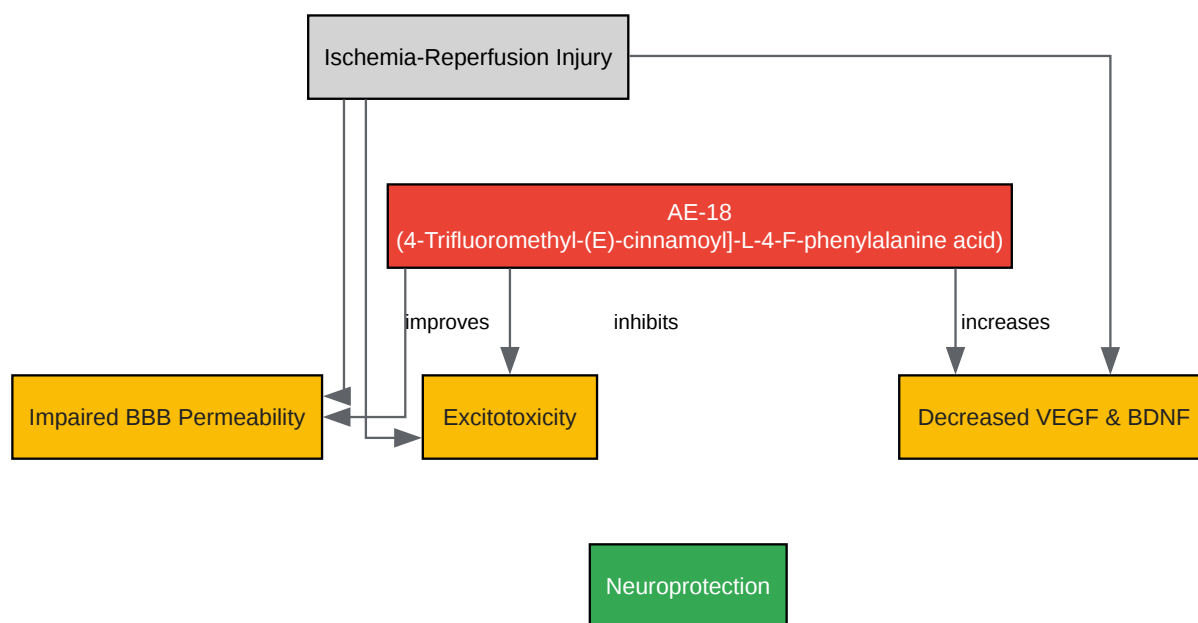 Ischemia-Reperfusion Injury
AE-18
(4-Trifluoromethyl-(E)-cinnamoyl]-L-4-F-phenylalanine acid)
improves
inhibits
increases
Impaired BBB Permeability
Excitotoxicity
Decreased VEGF & BDNF
Neuroprotection